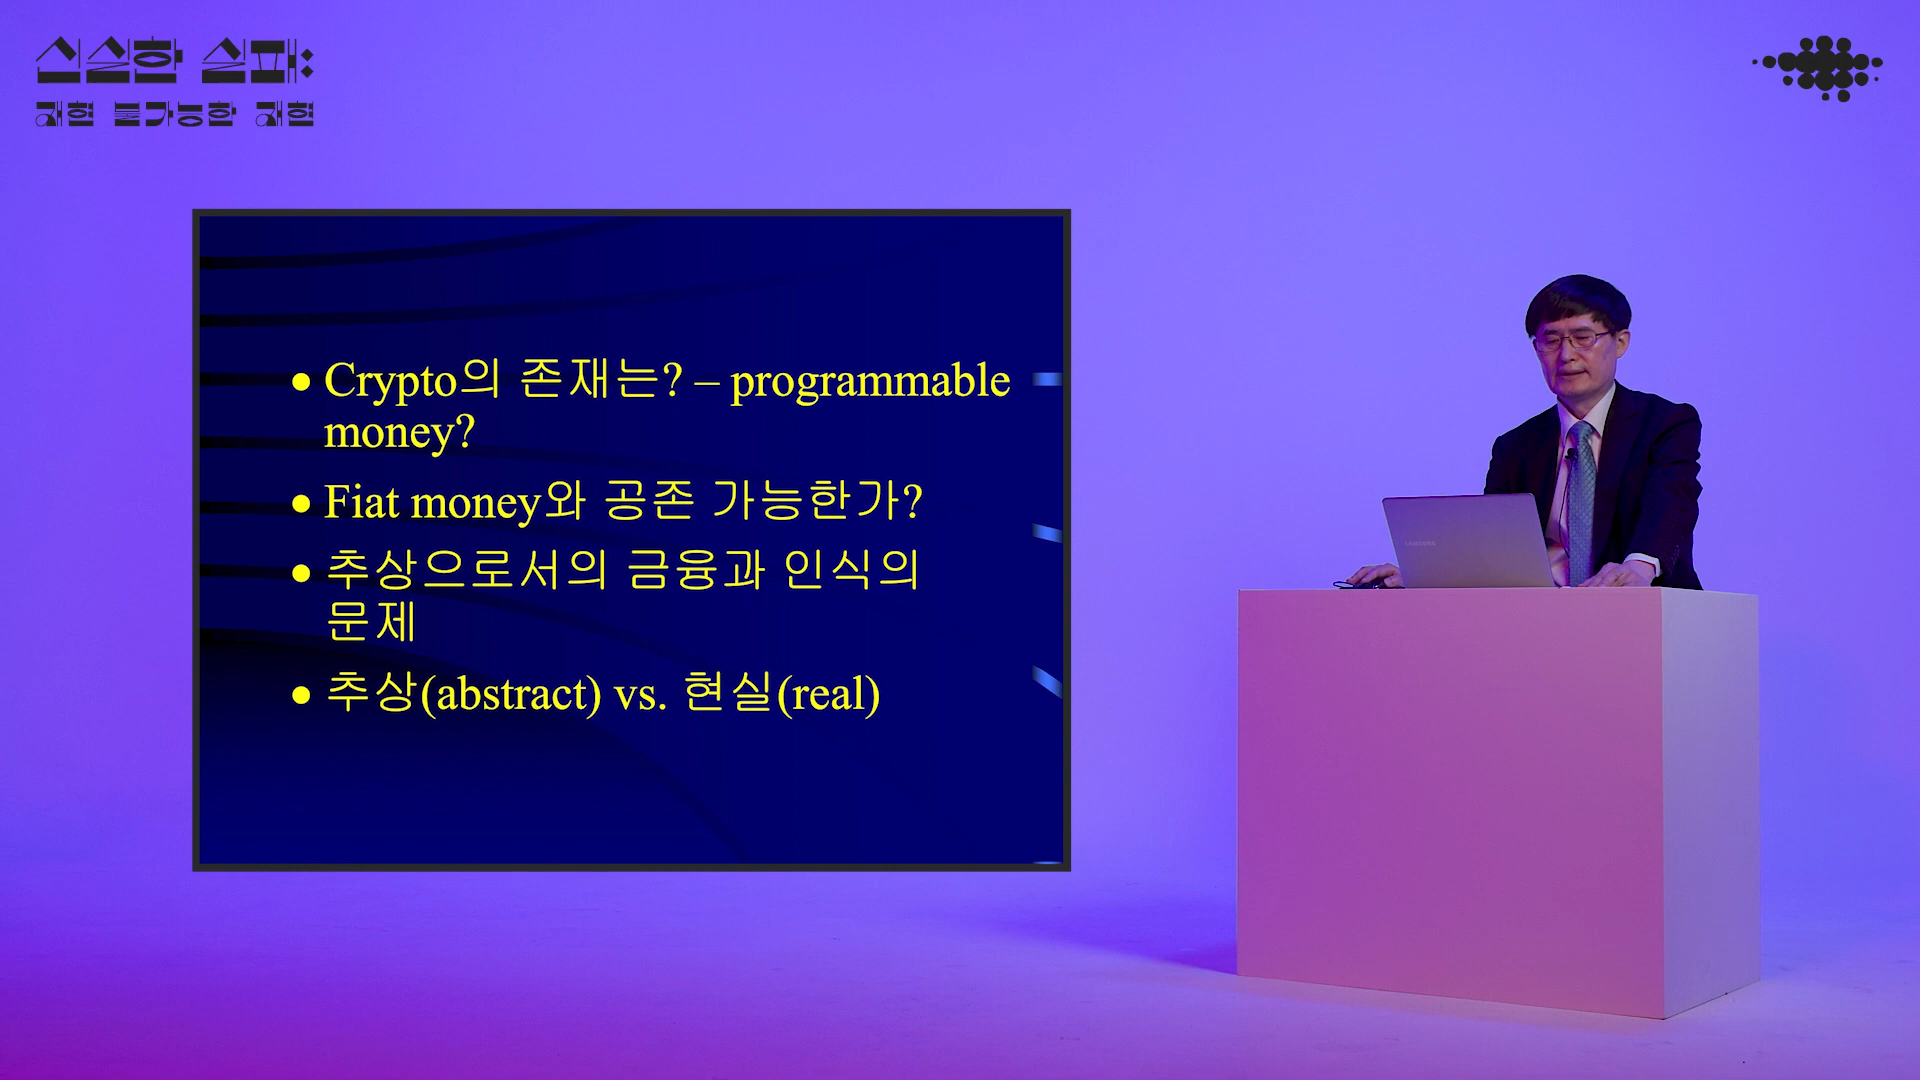 신실한 실패:
재현 불가능한 재현
• Crypto의 존재는? – programmable
money?
• Fiat money와 공존 가능한가?
• 추상으로서의 금융과 인식의
문제
• 추상(abstract) vs. 현실(real)
SAMSUNG